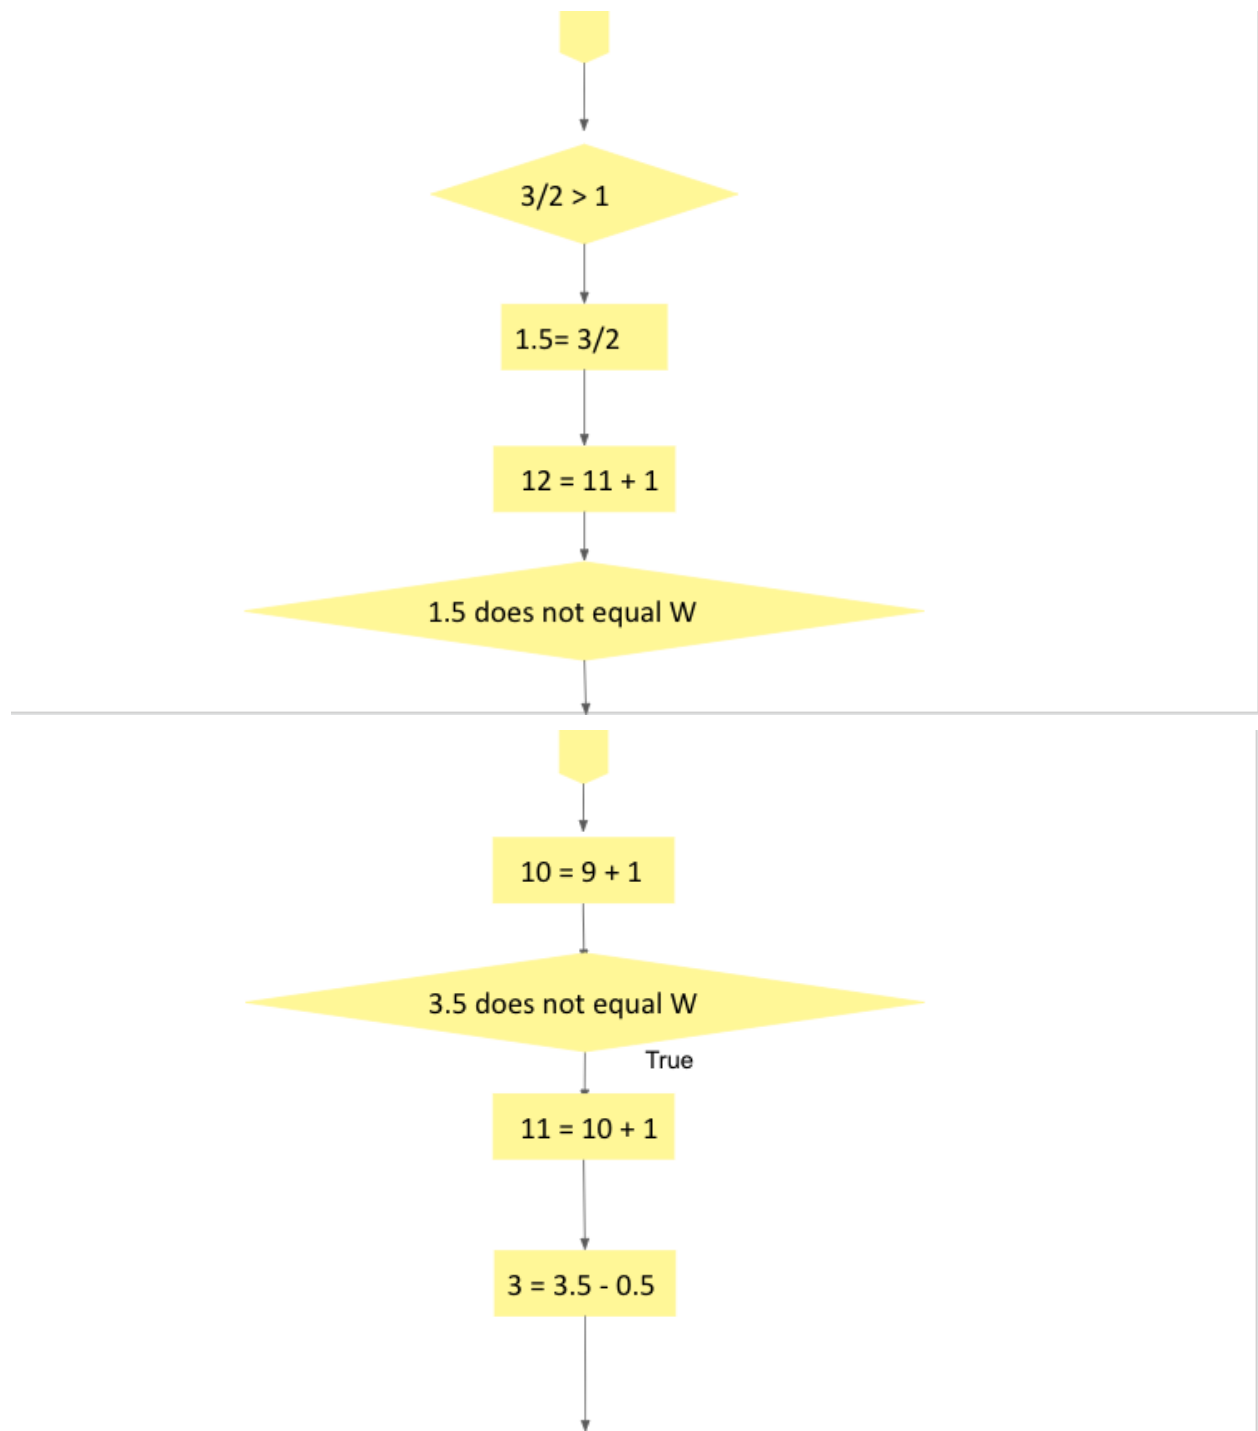 3/2 > 1
1.5= 3/2
12 = 11 + 1
1.5 does not equal W
10 = 9 + 1
3.5 does not equal W
True
11 = 10 + 1
3 = 3.5 - 0.5